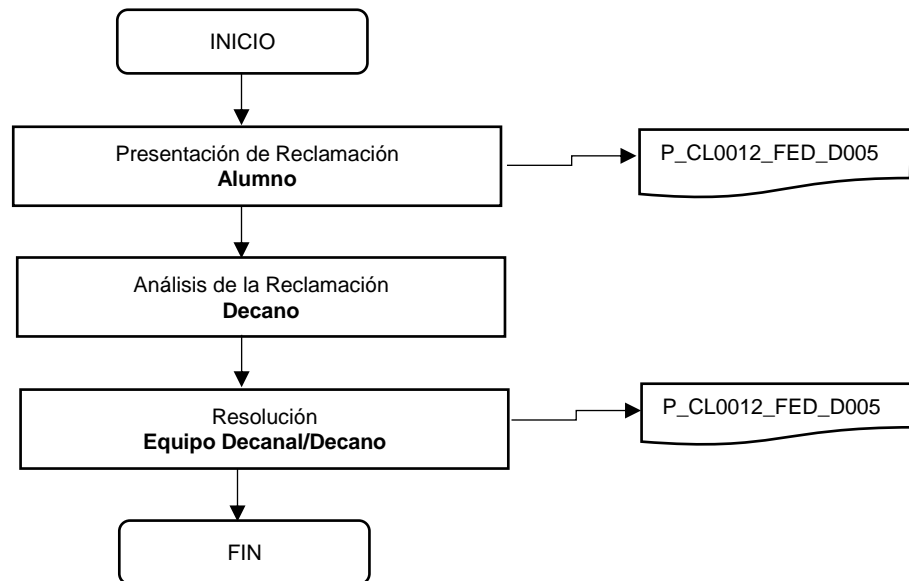 INICIO
Presentación de Reclamación
Alumno
P_CL0012_FED_D005
Análisis de la Reclamación
Decano
Resolución
Equipo Decanal/Decano
P_CL0012_FED_D005
FIN